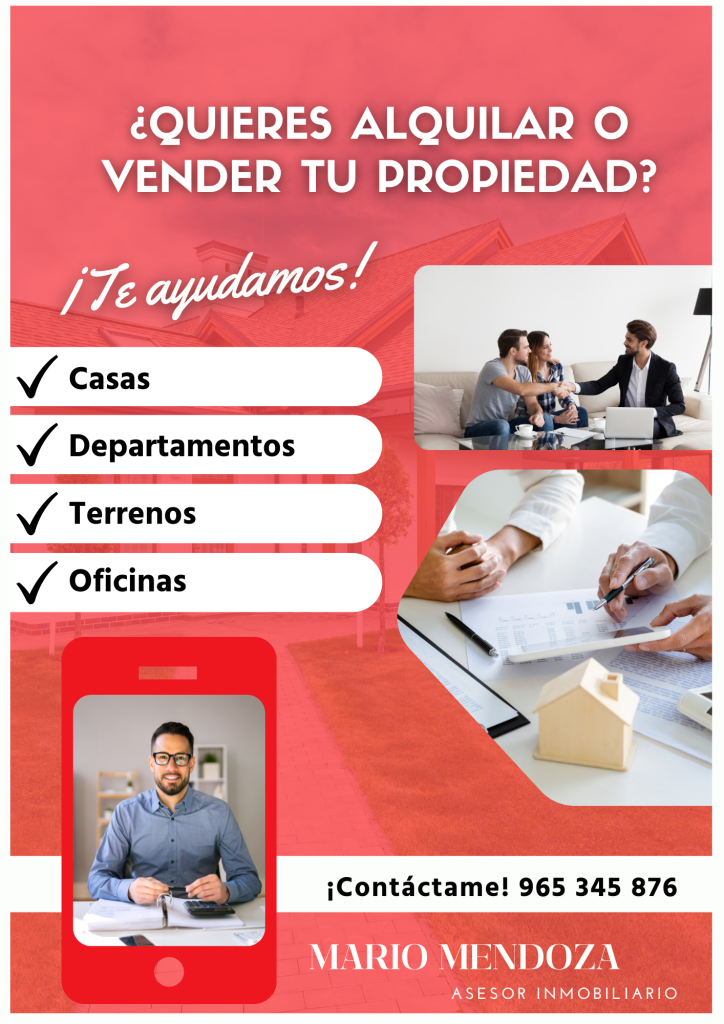 ¿QUIERES ALQUILAR O
VENDER TU PROPIEDAD?
¡Te ayudamos!
Casas
Departamentos
Terrenos
Oficinas
¡Contáctame! 965 345 876
MARIO MENDOZA
ASESOR INMOBILIARIO